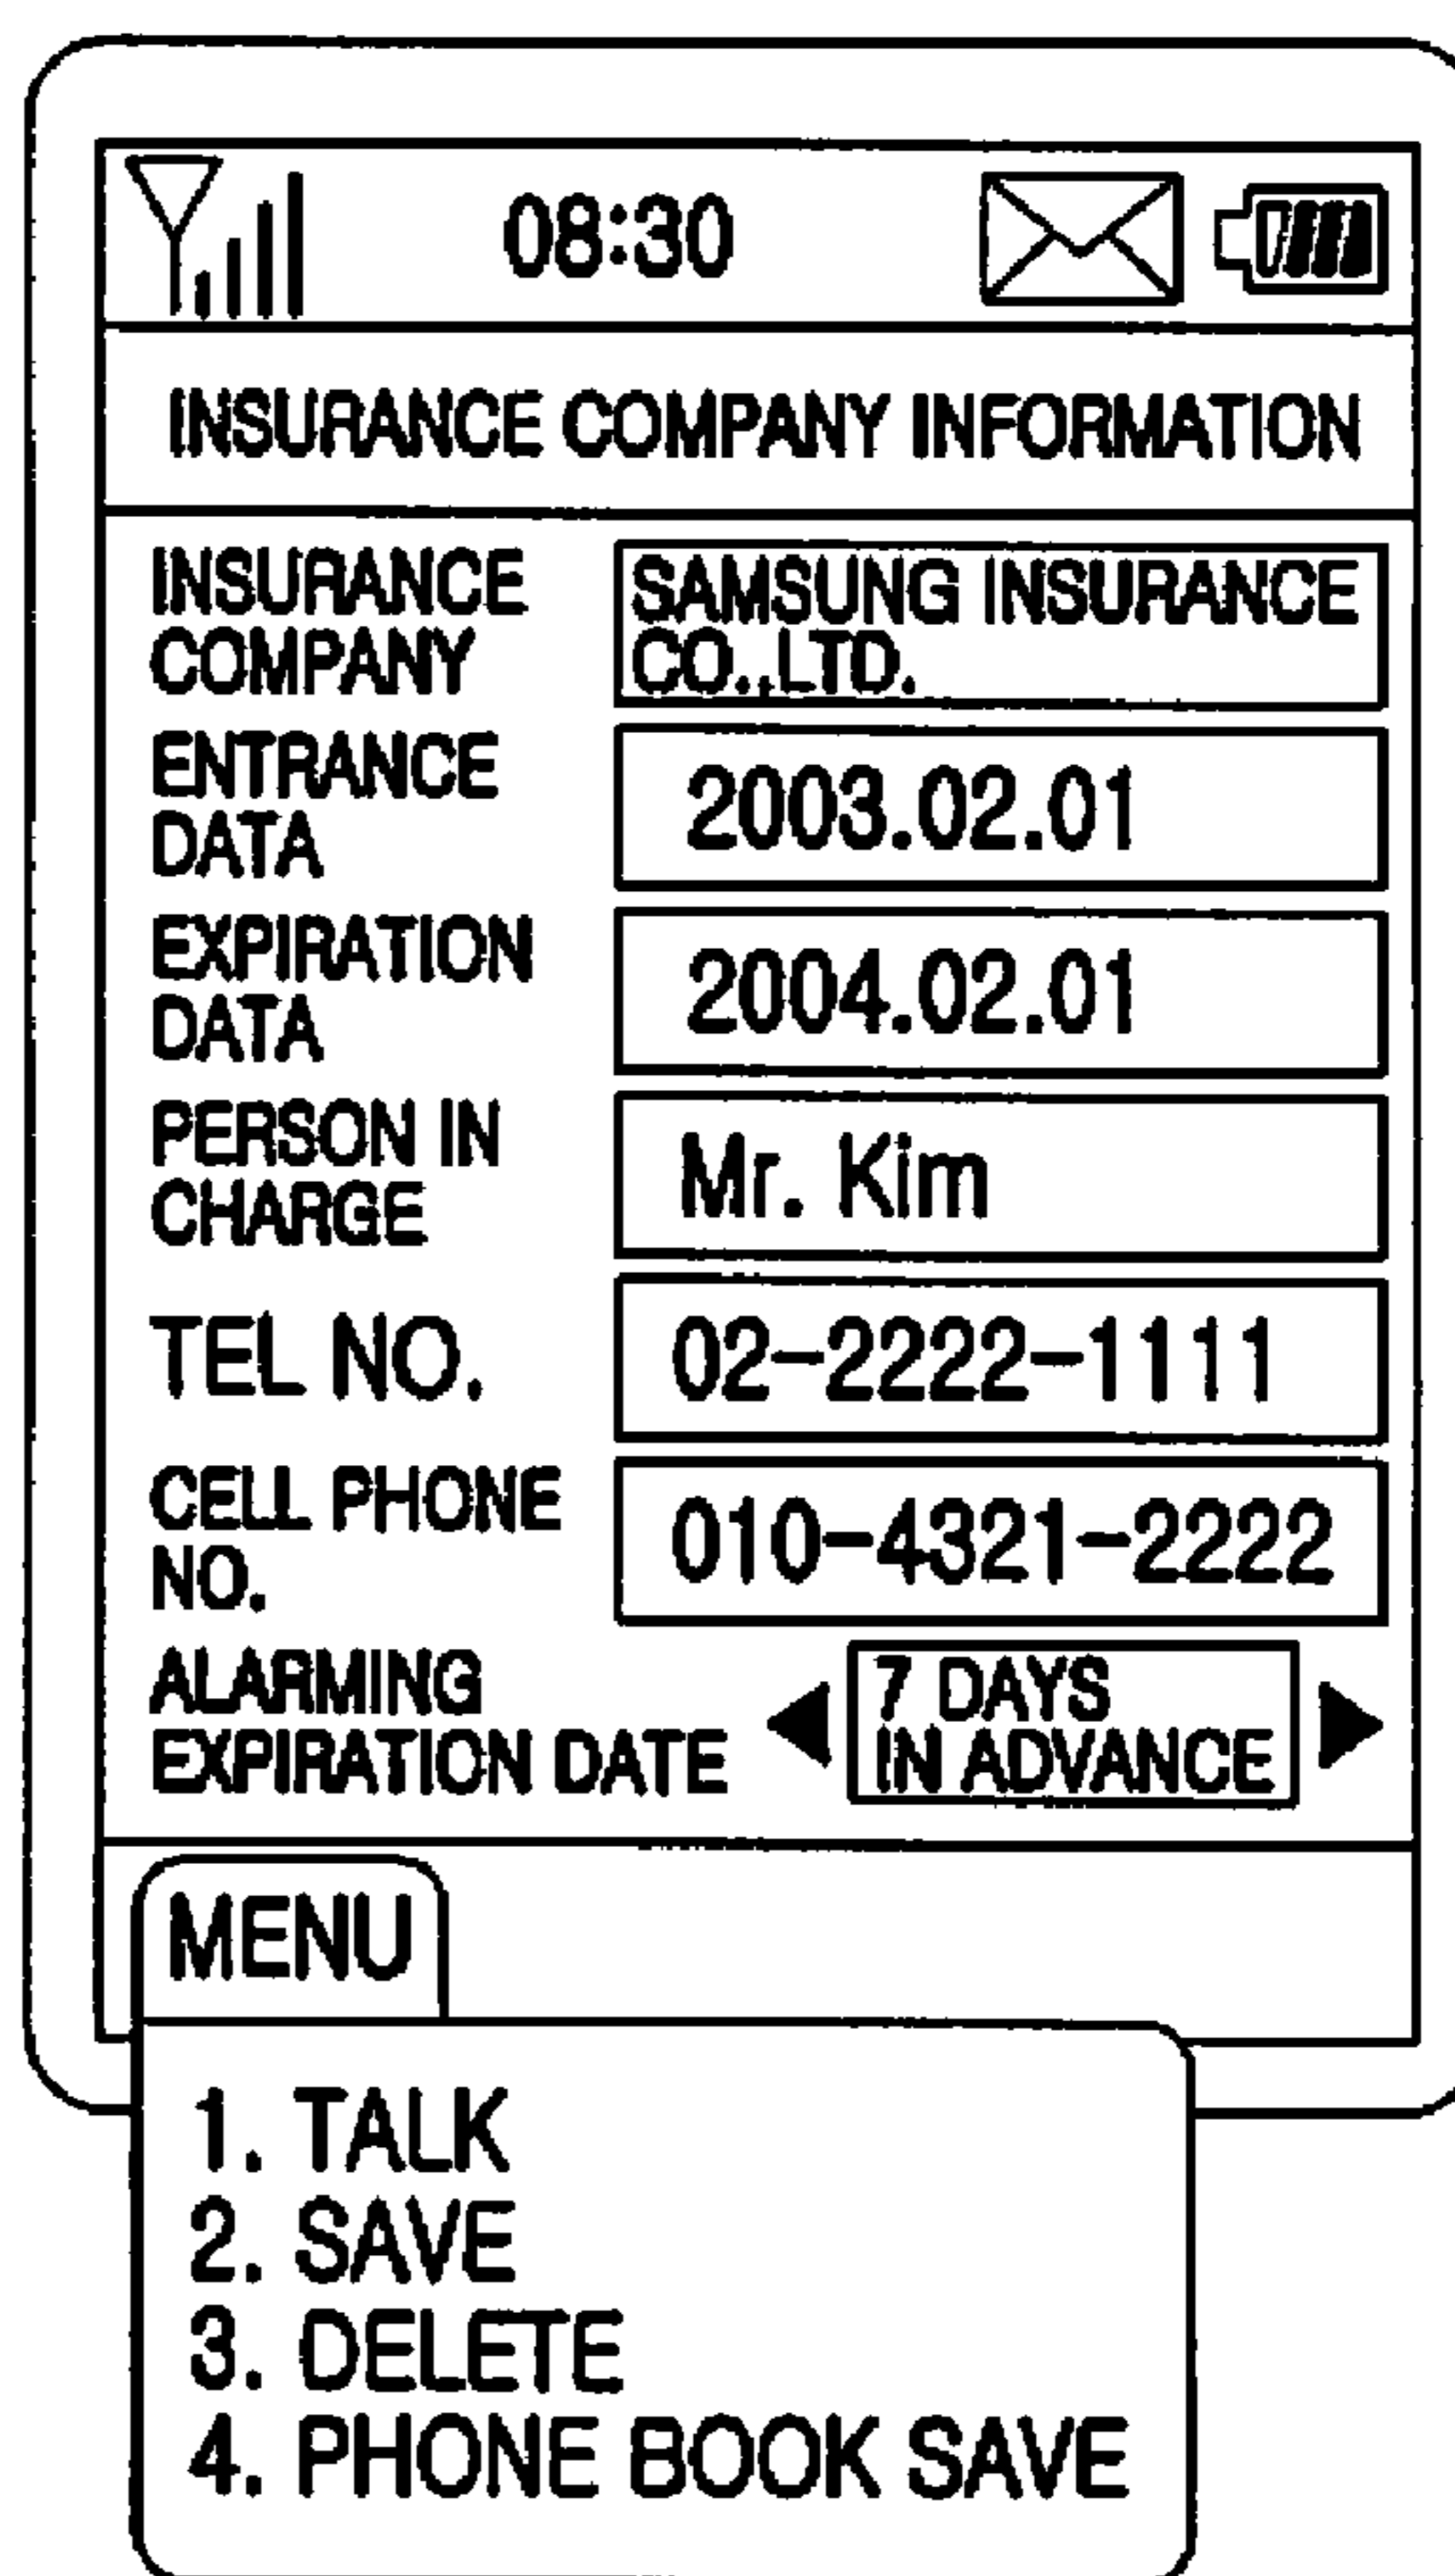 08:30
INSURANCE COMPANY INFORMATION
INSURANCE
COMPANY
SAMSUNG INSURANCE
CO.,LTD.
ENTRANCE
DATA
2003.02.01
EXPIRATION
DATA
2004.02.01
PERSON IN
CHARGE
Mr. Kim
TEL NO.
02-2222-1111
CELL PHONE
NO.
010-4321-2222
ALARMING
EXPIRATION DATE
7 DAYS
IN ADVANCE
MENU
1. TALK
2. SAVE
3. DELETE
4. PHONE BOOK SAVE